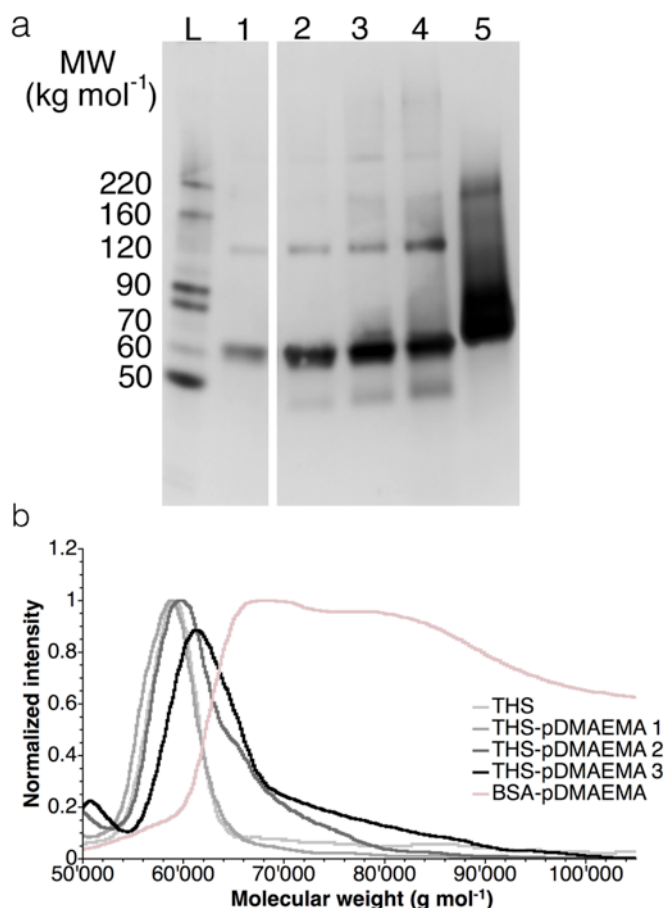 a
L 1 2 3 4 5
MW
(kg mol⁻¹)
220
160
120
90
70
60
50
b
1.2
1
0.8
0.6
0.4
0.2
0
Normalized intensity
THS
THS-pDMAEMA 1
THS-pDMAEMA 2
THS-pDMAEMA 3
BSA-pDMAEMA
50'000 60'000 70'000 80'000 90'000 100'000
Molecular weight (g mol⁻¹)